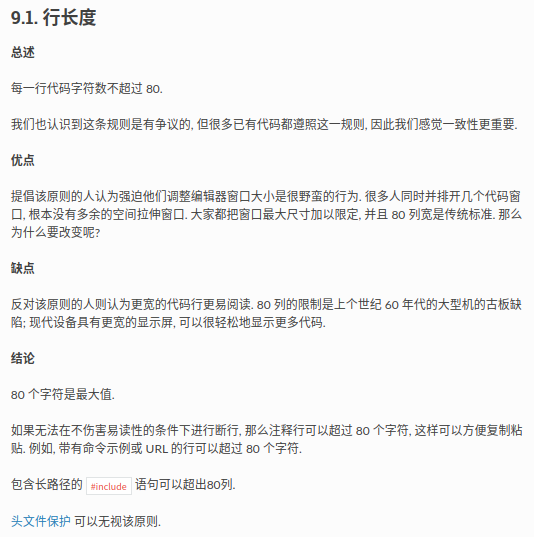 9.1. 行长度
总述
每一行代码字符数不超过 80.
我们也认识到这条规则是有争议的, 但很多已有代码都遵照这一规则, 因此我们感觉一致性更重要.
优点
提倡该原则的人认为强迫他们调整编辑器窗口大小是很野蛮的行为. 很多人同时并排开几个代码窗
口, 根本没有多余的空间拉伸窗口. 大家都把窗口最大尺寸加以限定, 并且 80 列宽是传统标准. 那么
为什么要改变呢?
缺点
反对该原则的人则认为更宽的代码行更易阅读. 80 列的限制是上个世纪 60 年代的大型机的古板缺
陷; 现代设备具有更宽的显示屏, 可以很轻松地显示更多代码.
结论
80 个字符是最大值.
如果无法在不伤害易读性的条件下进行断行, 那么注释行可以超过 80 个字符, 这样可以方便复制粘
贴. 例如, 带有命令示例或 URL 的行可以超过 80 个字符.
包含长路径的 #include 语句可以超出80列.
头文件保护 可以无视该原则.